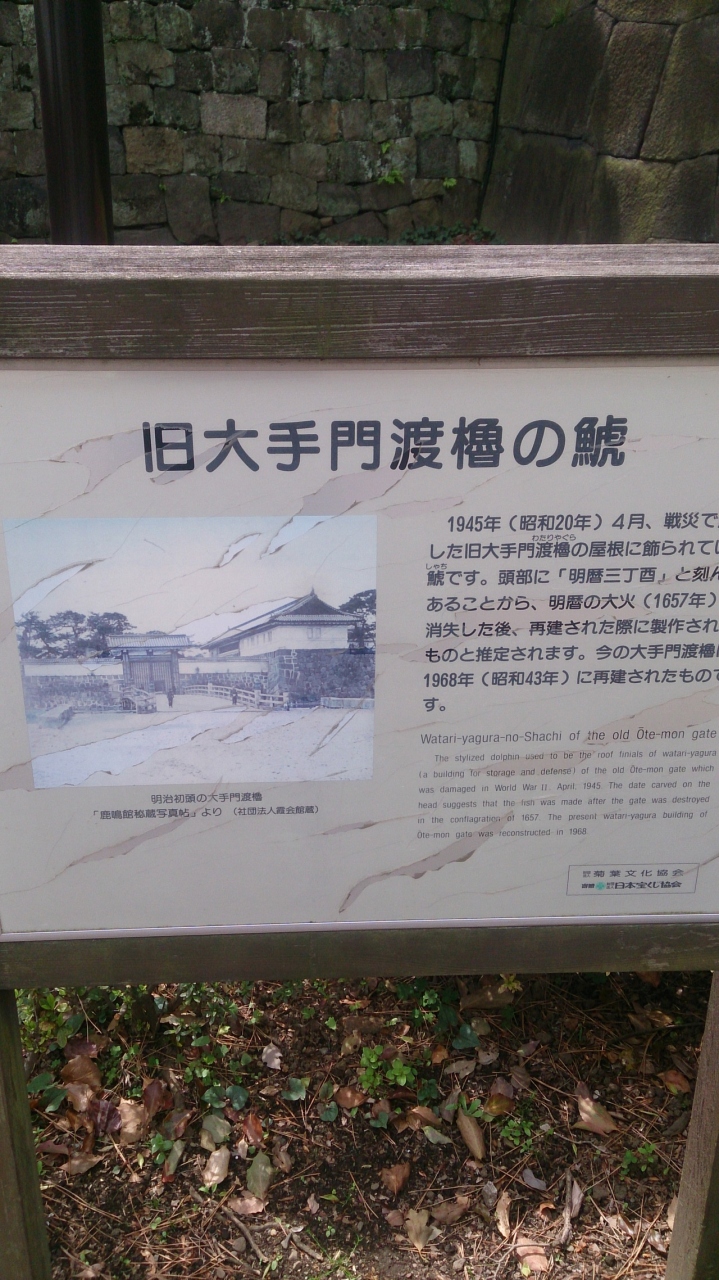 旧大手門渡櫓の鯱
1945年（昭和20年）4月、戦災で
した旧大手門渡櫓の屋根に飾られてい
わたりやぐら
鯱です。頭部に「明暦三丁酉」と刻ん
しゃち
あることから、明暦の大火（1657年）
消失した後、再建された際に製作され
ものと推定されます。今の大手門渡櫓は
1968年（昭和43年）に再建されたもので
す。
Watari-yagura-no-Shachi of the old Ōte-mon gate
The stylized dolphin used to be the roof finials of watari-yagura
(a building for storage and defense) of the old Ōte-mon gate which
was damaged in World War II. April, 1945. The date carved on the
head suggests that the fish was made after the gate was destroyed
in the conflagration of 1657. The present watari-yagura building of
Ōte-mon gate was reconstructed in 1968.
明治初頭の大手門渡櫓
「鹿鳴館秘蔵写真帖」より （社団法人霞会館蔵）
菊葉文化協会
日本宝くじ協会